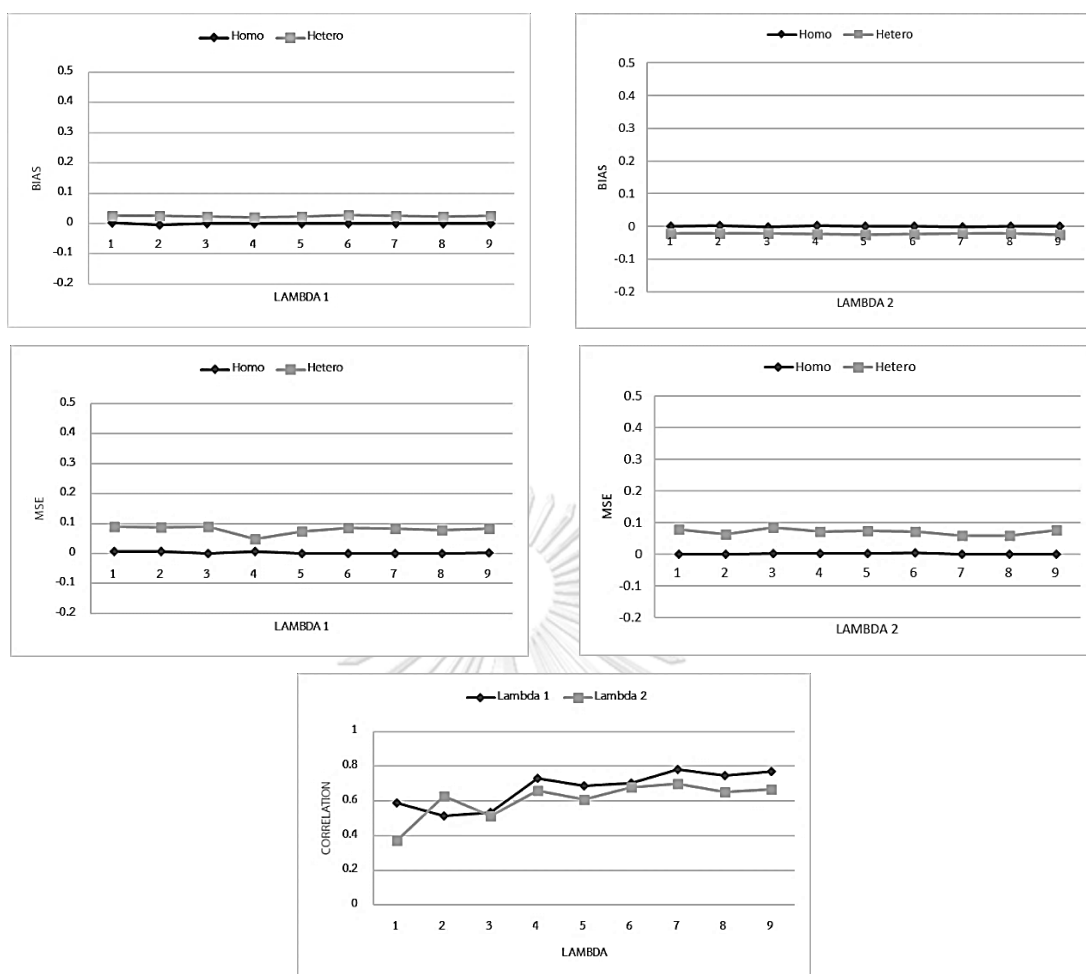 Homo Hetero
0.5
0.4
0.3
0.2
0.1
0
-0.1
-0.2
BIAS
1 2 3 4 5 6 7 8 9
LAMBDA 1
Homo Hetero
0.5
0.4
0.3
0.2
0.1
0
-0.1
-0.2
BIAS
1 2 3 4 5 6 7 8 9
LAMBDA 2
Homo Hetero
0.5
0.4
0.3
0.2
0.1
0
-0.1
-0.2
MSE
1 2 3 4 5 6 7 8 9
LAMBDA 1
Homo Hetero
0.5
0.4
0.3
0.2
0.1
0
-0.1
-0.2
MSE
1 2 3 4 5 6 7 8 9
LAMBDA 2
Lambda 1 Lambda 2
1
0.8
0.6
0.4
0.2
0
CORRELATION
1 2 3 4 5 6 7 8 9
LAMBDA